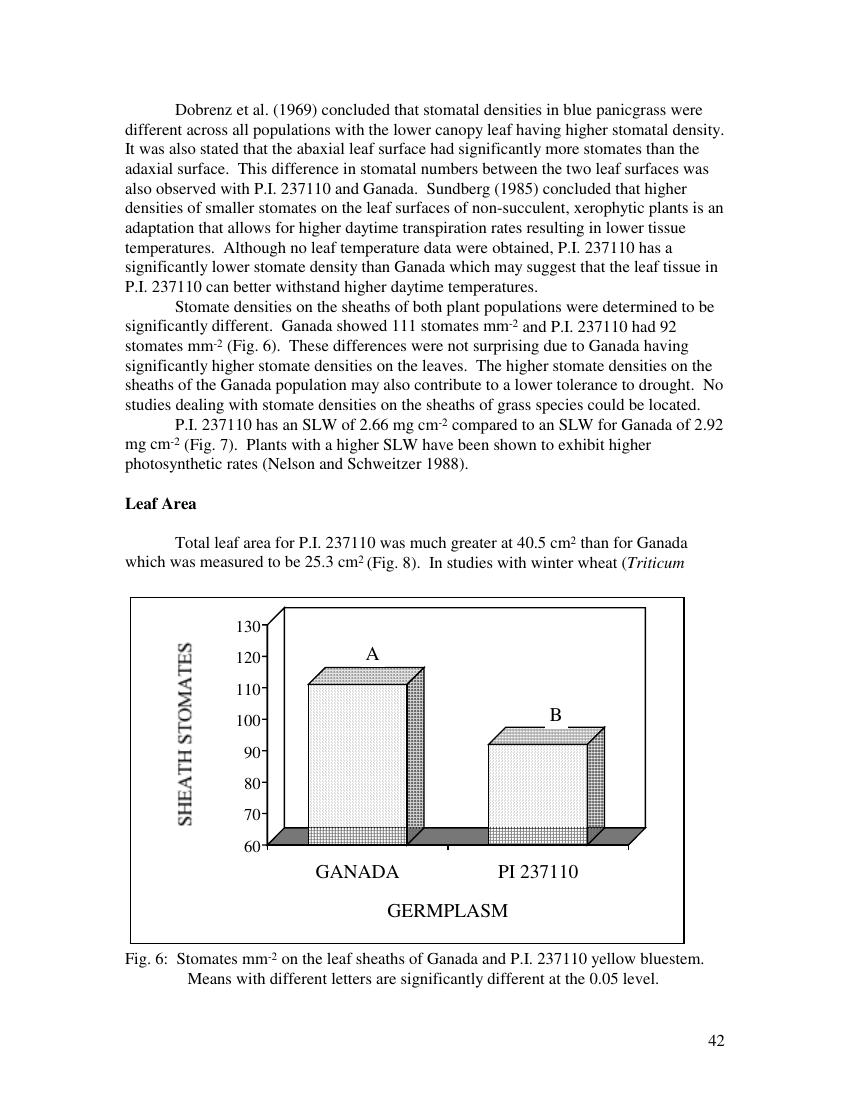 Dobrenz et al. (1969) concluded that stomatal densities in blue panicgrass were
different across all populations with the lower canopy leaf having higher stomatal density.
It was also stated that the abaxial leaf surface had significantly more stomates than the
adaxial surface.  This difference in stomatal numbers between the two leaf surfaces was
also observed with P.I. 237110 and Ganada.  Sundberg (1985) concluded that higher
densities of smaller stomates on the leaf surfaces of non-succulent, xerophytic plants is an
adaptation that allows for higher daytime transpiration rates resulting in lower tissue
temperatures.  Although no leaf temperature data were obtained, P.I. 237110 has a
significantly lower stomate density than Ganada which may suggest that the leaf tissue in
P.I. 237110 can better withstand higher daytime temperatures.
Stomate densities on the sheaths of both plant populations were determined to be
significantly different.  Ganada showed 111 stomates mm-2 and P.I. 237110 had 92
stomates mm-2 (Fig. 6).  These differences were not surprising due to Ganada having
significantly higher stomate densities on the leaves.  The higher stomate densities on the
sheaths of the Ganada population may also contribute to a lower tolerance to drought.  No
studies dealing with stomate densities on the sheaths of grass species could be located.
P.I. 237110 has an SLW of 2.66 mg cm-2 compared to an SLW for Ganada of 2.92
mg cm-2 (Fig. 7).  Plants with a higher SLW have been shown to exhibit higher
photosynthetic rates (Nelson and Schweitzer 1988).
Leaf Area
Total leaf area for P.I. 237110 was much greater at 40.5 cm2 than for Ganada
which was measured to be 25.3 cm2 (Fig. 8).  In studies with winter wheat (Triticum
SHEATH STOMATES
130
120
110
100
90
80
70
60
A
B
GANADA
PI 237110
GERMPLASM
Fig. 6:  Stomates mm-2 on the leaf sheaths of Ganada and P.I. 237110 yellow bluestem.
Means with different letters are significantly different at the 0.05 level.
42